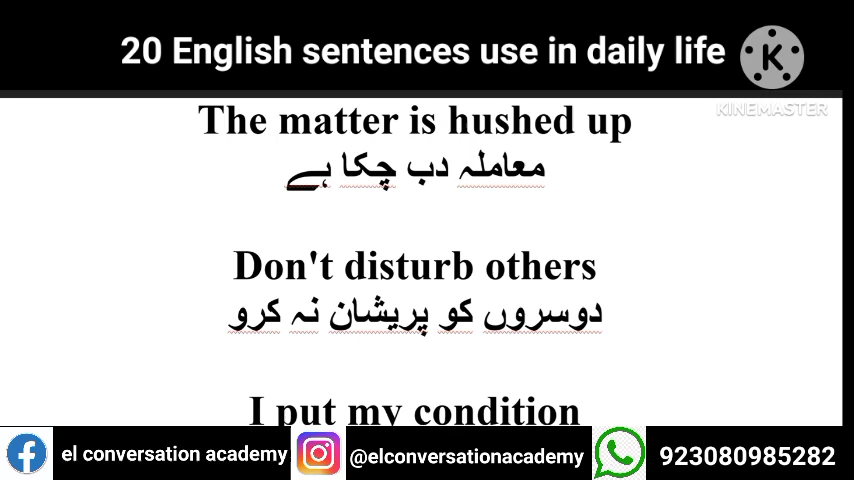 20 English sentences use in daily life
K
KINEMASTER
The matter is hushed up
معاملہ دب چکا ہے
Don't disturb others
دوسروں کو پریشان نہ کرو
I put my condition
el conversation academy
@elconversationacademy
923080985282